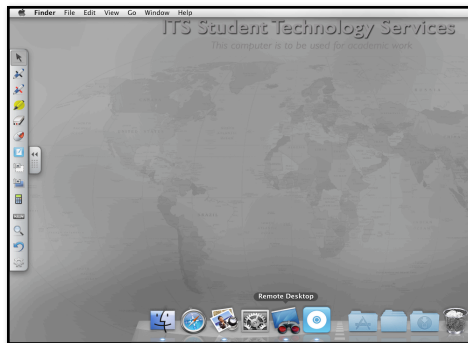 Finder File Edit View Go Window Help
ITS Student Technology Services
This computer is to be used for academic work
Remote Desktop